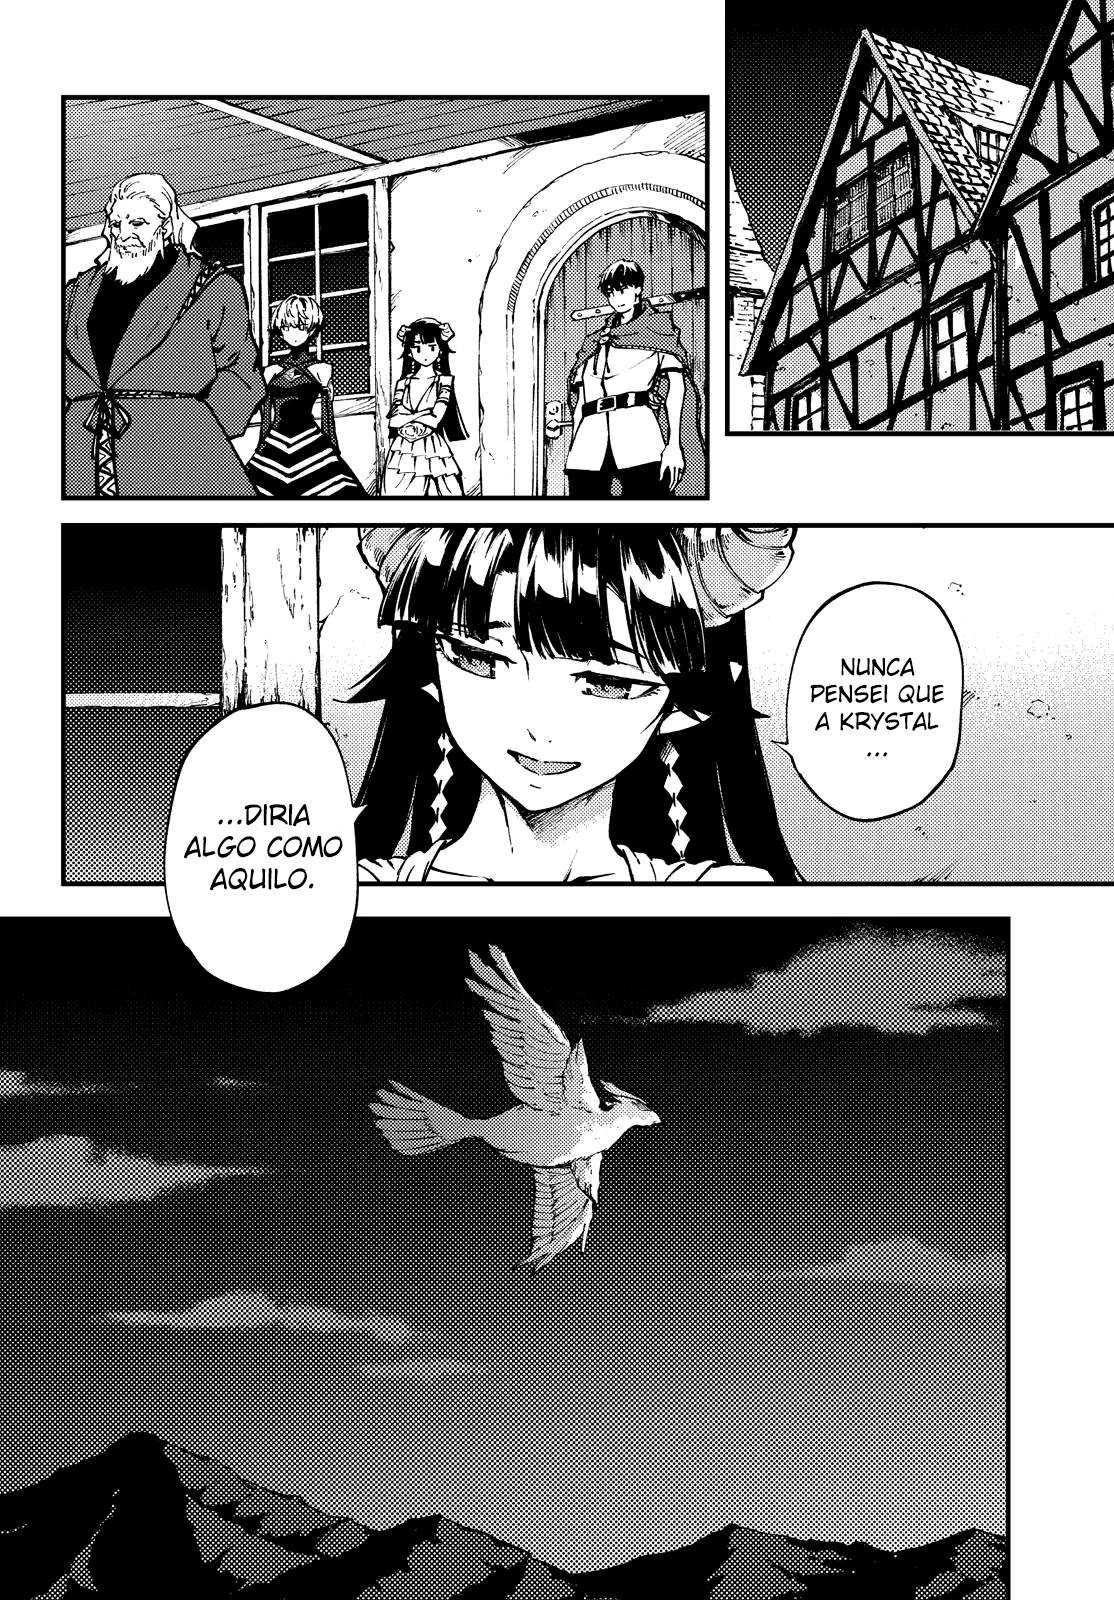 NUNCA
PENSEI QUE
A KRYSTAL
...
...DIRIA
ALGO COMO
AQUILO.